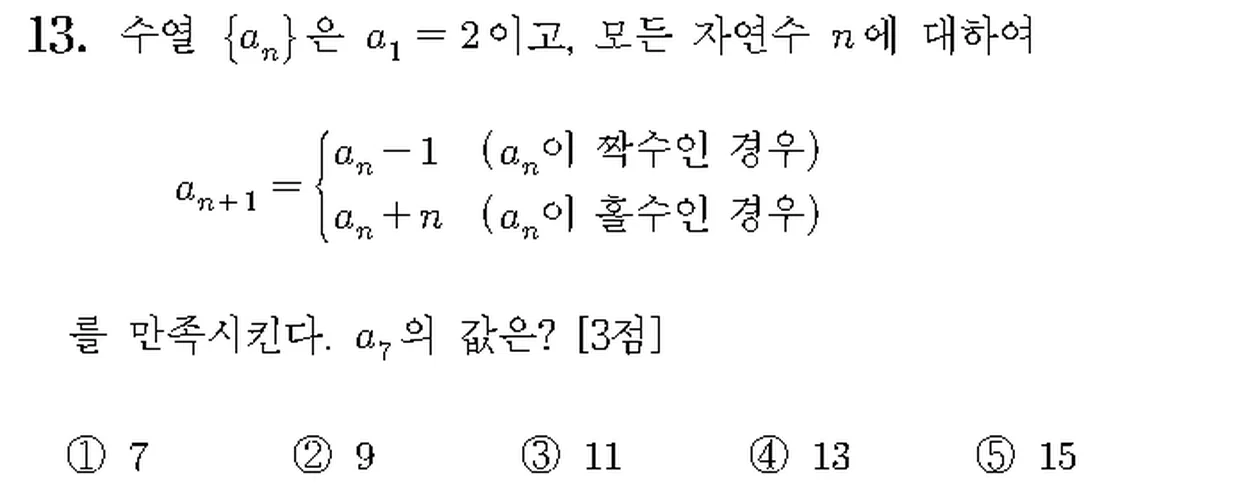 13. 수열 {aₙ}은 a₁ = 2이고, 모든 자연수 n에 대하여
aₙ₊₁ = { aₙ − 1 (aₙ이 짝수인 경우)
aₙ + n (aₙ이 홀수인 경우)
를 만족시킨다. a₇의 값은? [3점]
① 7 ② 9 ③ 11 ④ 13 ⑤ 15